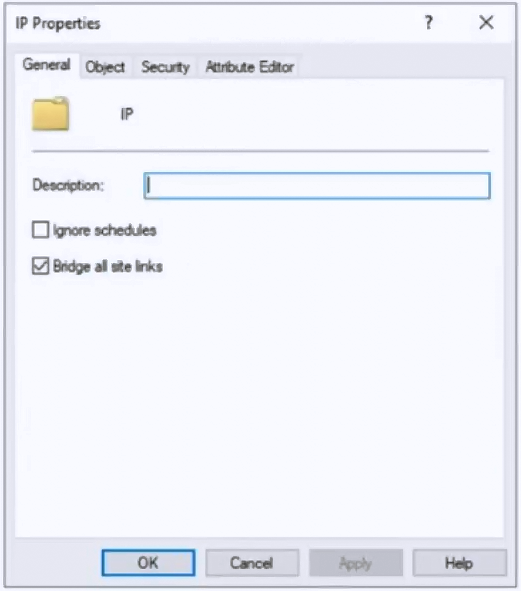 IP Properties ?
General Object Security Attribute Editor
IP
Description:
Ignore schedules
Bridge all site links
OK Cancel Apply Help